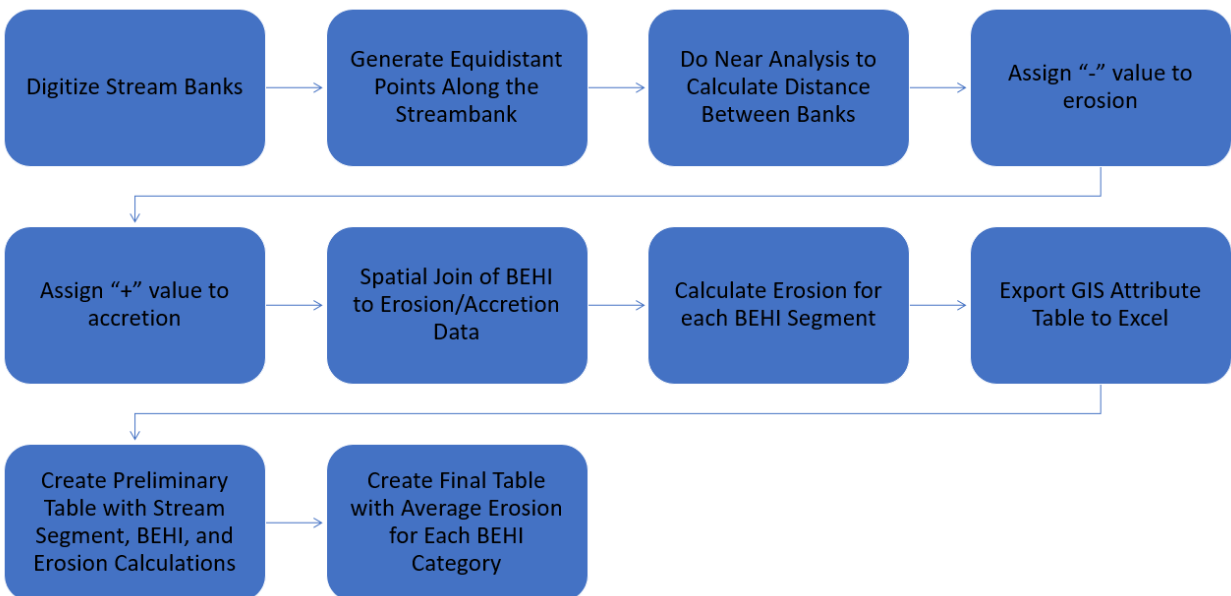 Digitize Stream Banks
Generate Equidistant
Points Along the
Streambank
Do Near Analysis to
Calculate Distance
Between Banks
Assign “-” value to
erosion
Assign “+” value to
accretion
Spatial Join of BEHI
to Erosion/Accretion
Data
Calculate Erosion for
each BEHI Segment
Export GIS Attribute
Table to Excel
Create Preliminary
Table with Stream
Segment, BEHI, and
Erosion Calculations
Create Final Table
with Average Erosion
for Each BEHI
Category